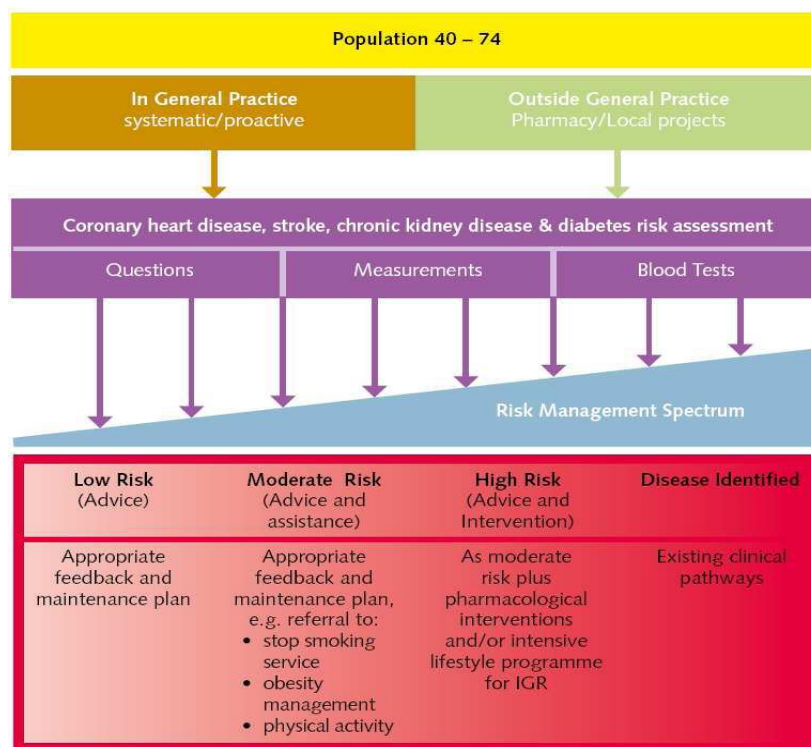 Population 40 – 74
In General Practice
systematic/proactive
Outside General Practice
Pharmacy/Local projects
Coronary heart disease, stroke, chronic kidney disease & diabetes risk assessment
Questions
Measurements
Blood Tests
Risk Management Spectrum
Low Risk
(Advice)
Moderate Risk
(Advice and
assistance)
High Risk
(Advice and
Intervention)
Disease Identified
Appropriate
feedback and
maintenance plan
Appropriate
feedback and
maintenance plan,
e.g. referral to:
• stop smoking
service
• obesity
management
• physical activity
As moderate
risk plus
pharmacological
interventions
and/or intensive
lifestyle programme
for IGR
Existing clinical
pathways